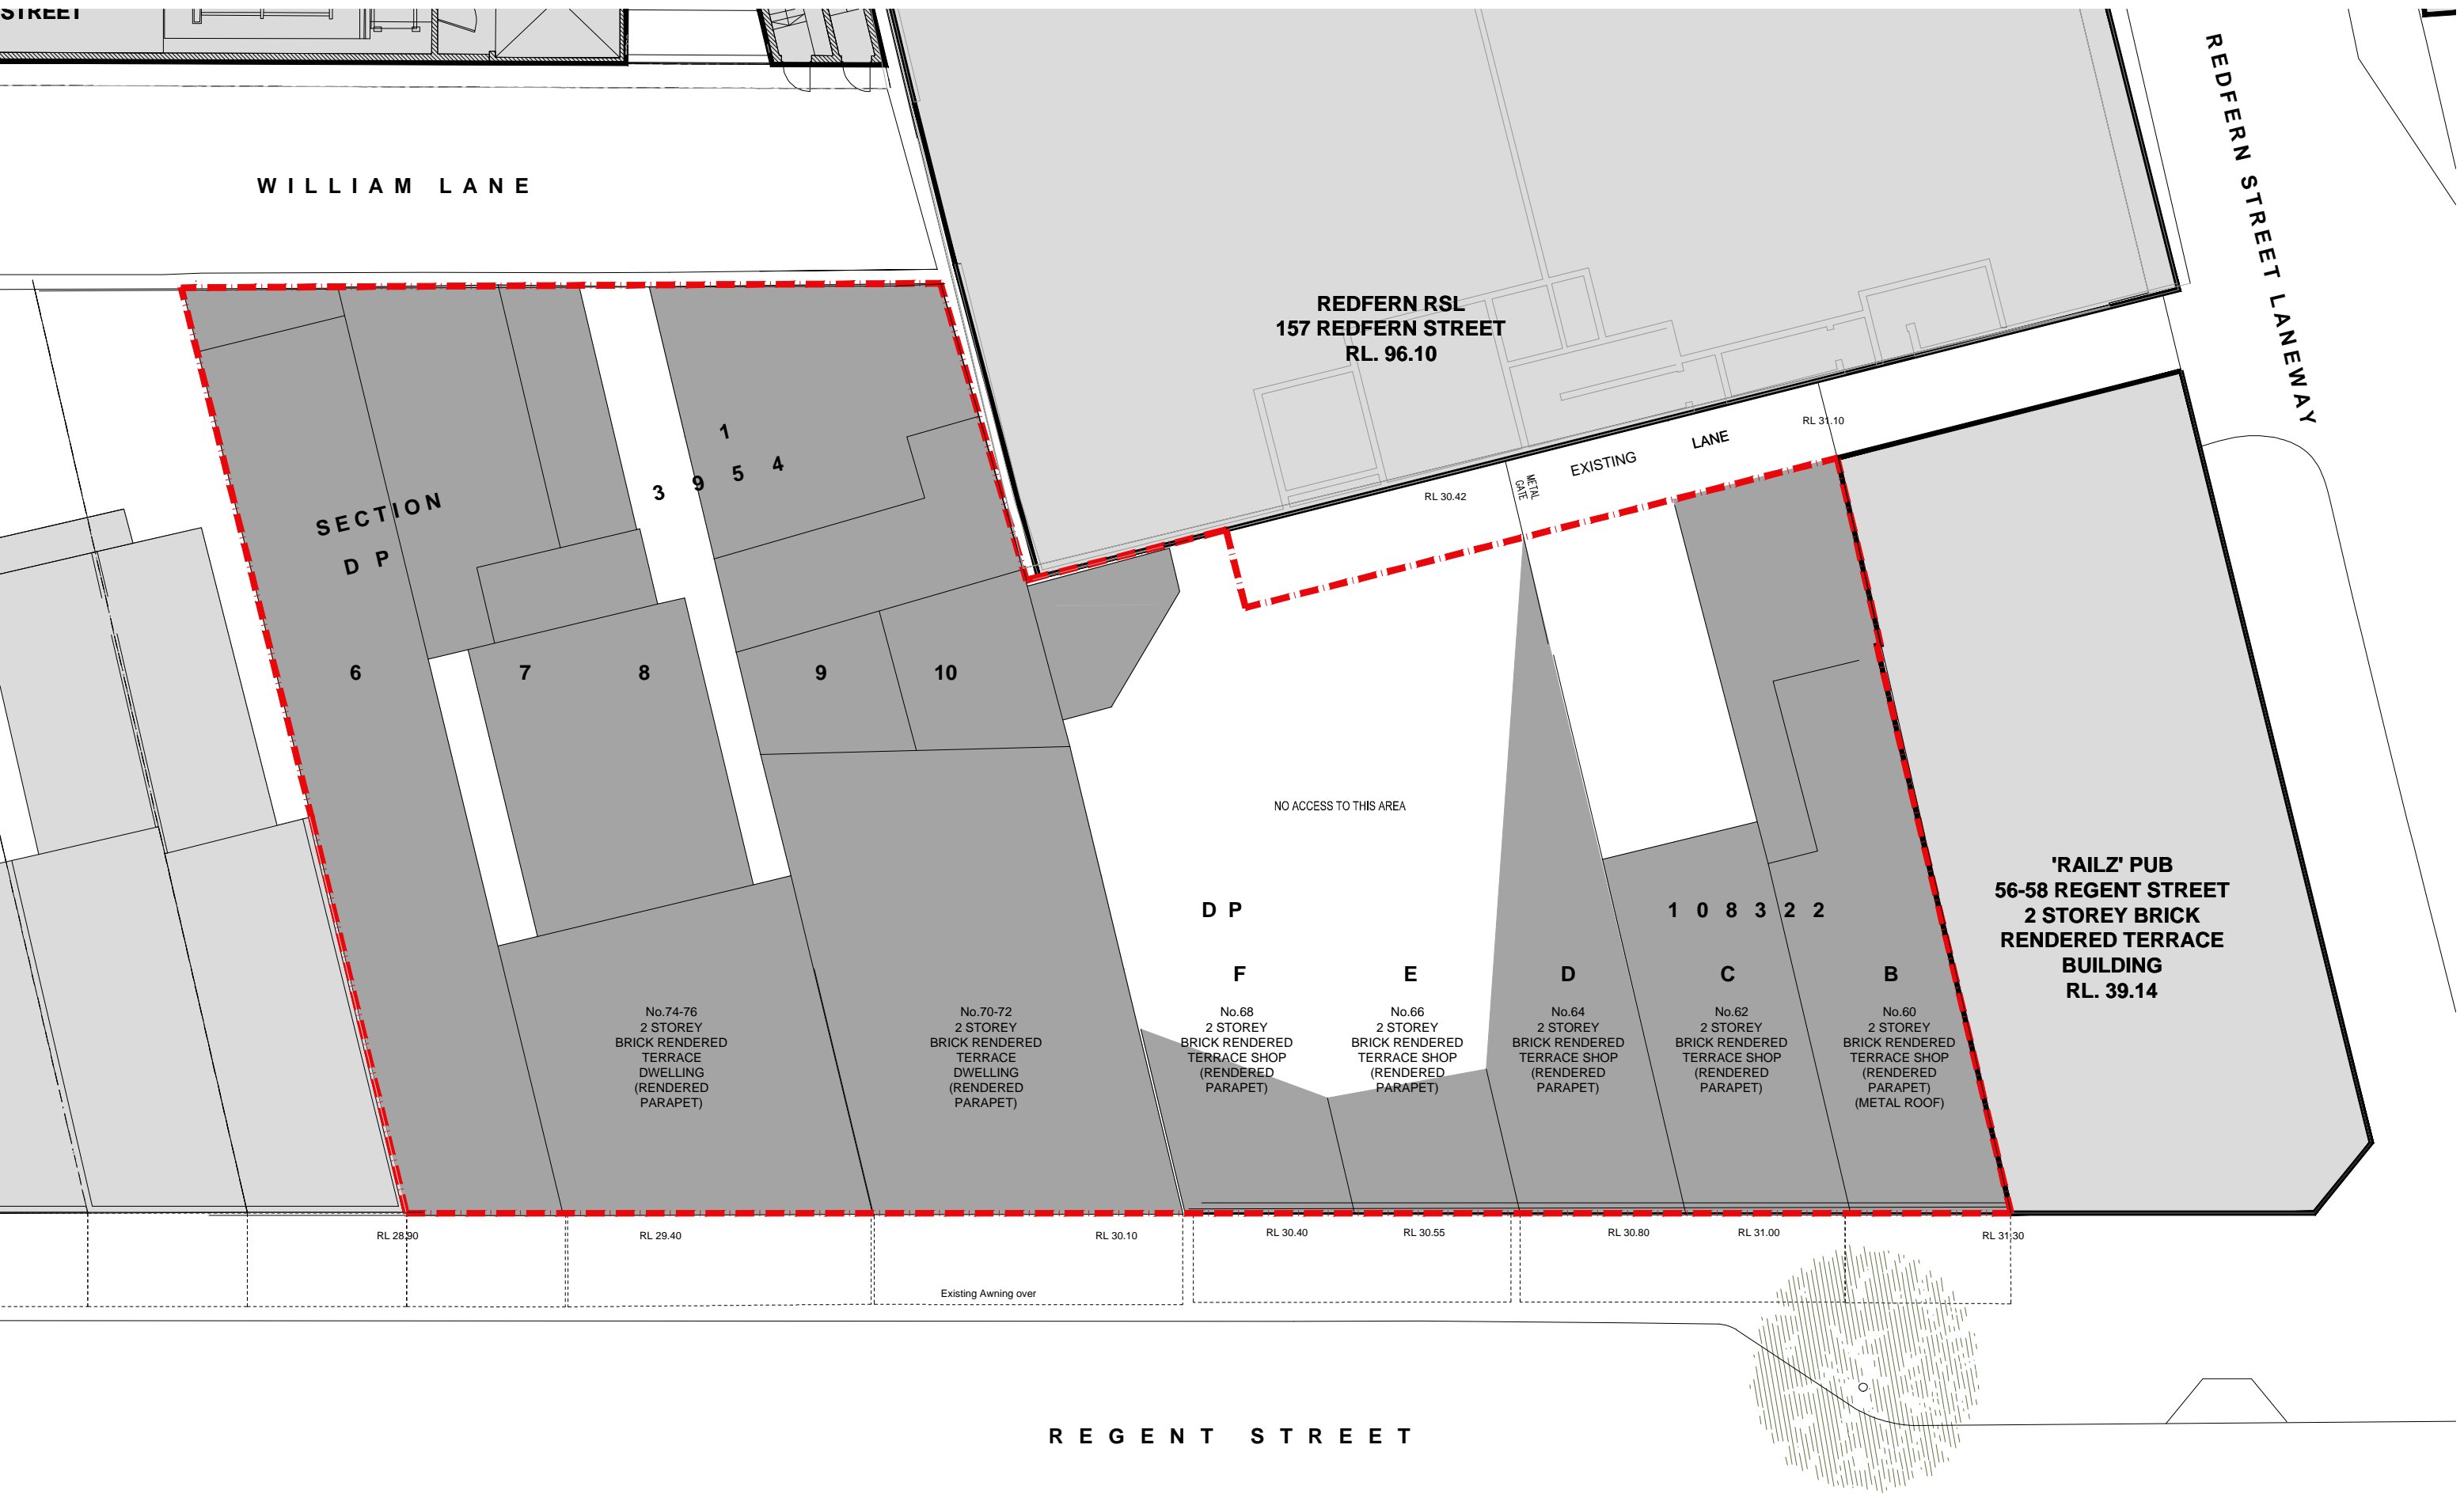 STREET
REDFERN STREET LANEWAY
WILLIAM LANE
REDFERN RSL
157 REDFERN STREET
RL. 96.10
RL 31.10
EXISTING LANE
METAL
GATE
RL 30.42
1
3 9 5 4
SECTION
D P
6
7
8
9
10
NO ACCESS TO THIS AREA
'RAILZ' PUB
56-58 REGENT STREET
2 STOREY BRICK
RENDERED TERRACE
BUILDING
RL. 39.14
D P
1 0 8 3 2 2
F
E
D
C
B
No.74-76
2 STOREY
BRICK RENDERED
TERRACE
DWELLING
(RENDERED
PARAPET)
No.70-72
2 STOREY
BRICK RENDERED
TERRACE
DWELLING
(RENDERED
PARAPET)
No.68
2 STOREY
BRICK RENDERED
TERRACE SHOP
(RENDERED
PARAPET)
No.66
2 STOREY
BRICK RENDERED
TERRACE SHOP
(RENDERED
PARAPET)
No.64
2 STOREY
BRICK RENDERED
TERRACE SHOP
(RENDERED
PARAPET)
No.62
2 STOREY
BRICK RENDERED
TERRACE SHOP
(RENDERED
PARAPET)
No.60
2 STOREY
BRICK RENDERED
TERRACE SHOP
(RENDERED
PARAPET)
(METAL ROOF)
RL 28.90
RL 29.40
RL 30.10
RL 30.40
RL 30.55
RL 30.80
RL 31.00
RL 31.30
Existing Awning over
REGENT STREET